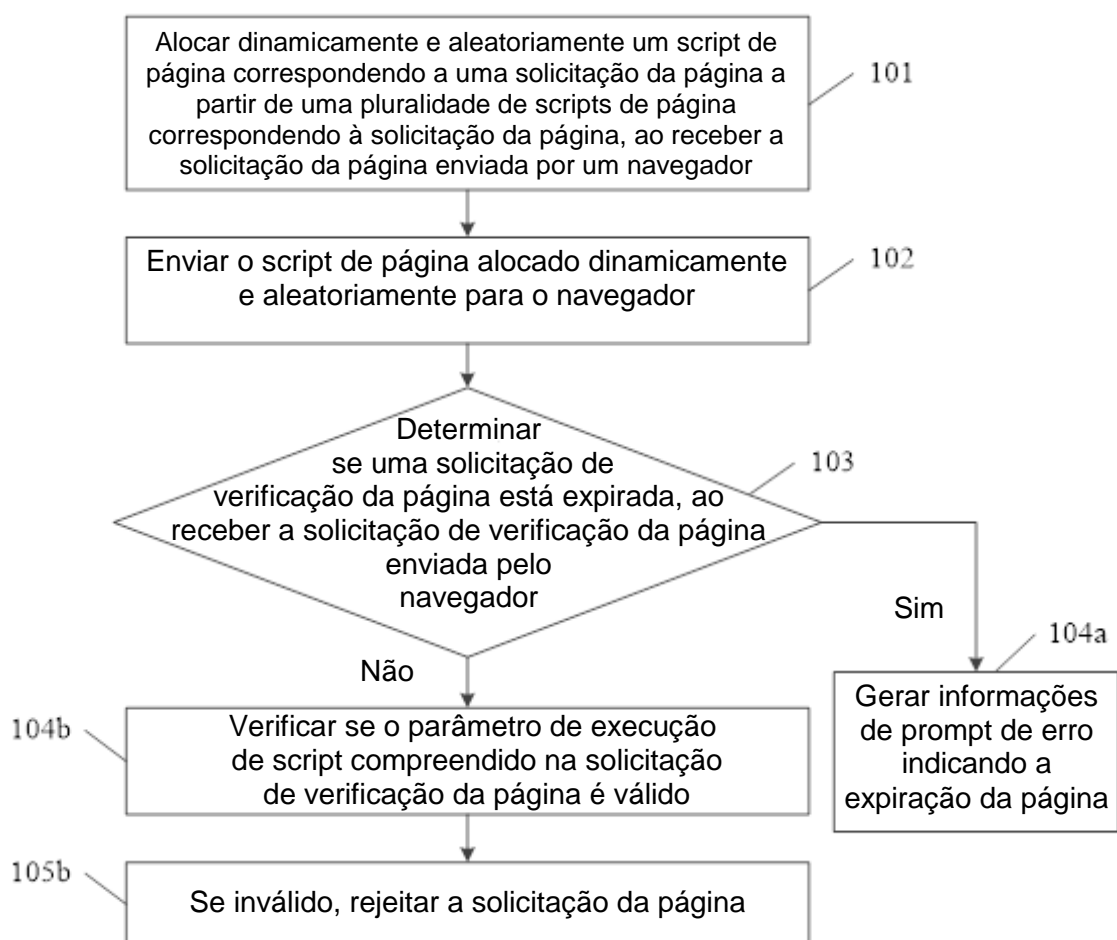 Alocar dinamicamente e aleatoriamente um script de
página correspondendo a uma solicitação da página a
partir de uma pluralidade de scripts de página
correspondendo à solicitação da página, ao receber a
solicitação da página enviada por um navegador
101
Enviar o script de página alocado dinamicamente
e aleatoriamente para o navegador
102
Determinar
se uma solicitação de
verificação da página está expirada, ao
receber a solicitação de verificação da página
enviada pelo
navegador
103
Sim
Não
104a
Gerar informações
de prompt de erro
indicando a
expiração da página
104b
Verificar se o parâmetro de execução
de script compreendido na solicitação
de verificação da página é válido
105b
Se inválido, rejeitar a solicitação da página